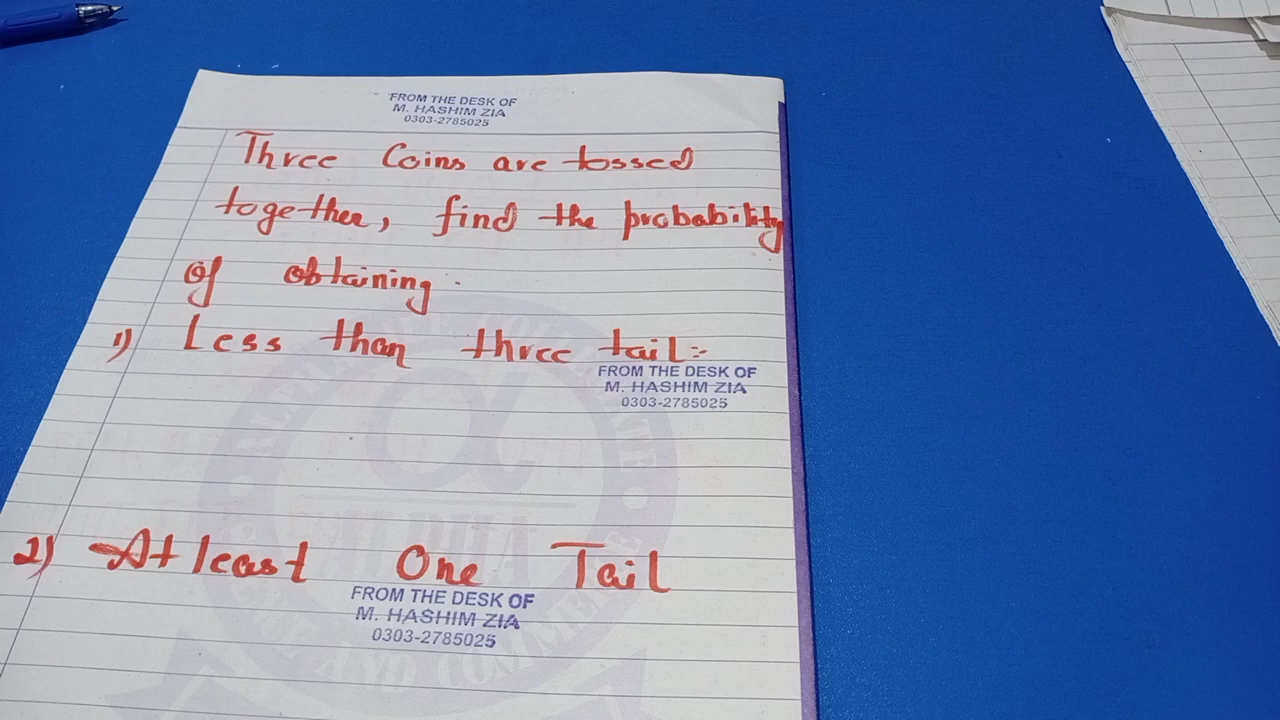 FROM THE DESK OF
M. HASHIM ZIA
0303-2785025
Three Coins are tossed
together, find the probability
of obtaining.
1) Less than three tail:-
FROM THE DESK OF
M. HASHIM ZIA
0303-2785025
2) Atleast One Tail
FROM THE DESK OF
M. HASHIM ZIA
0303-2785025